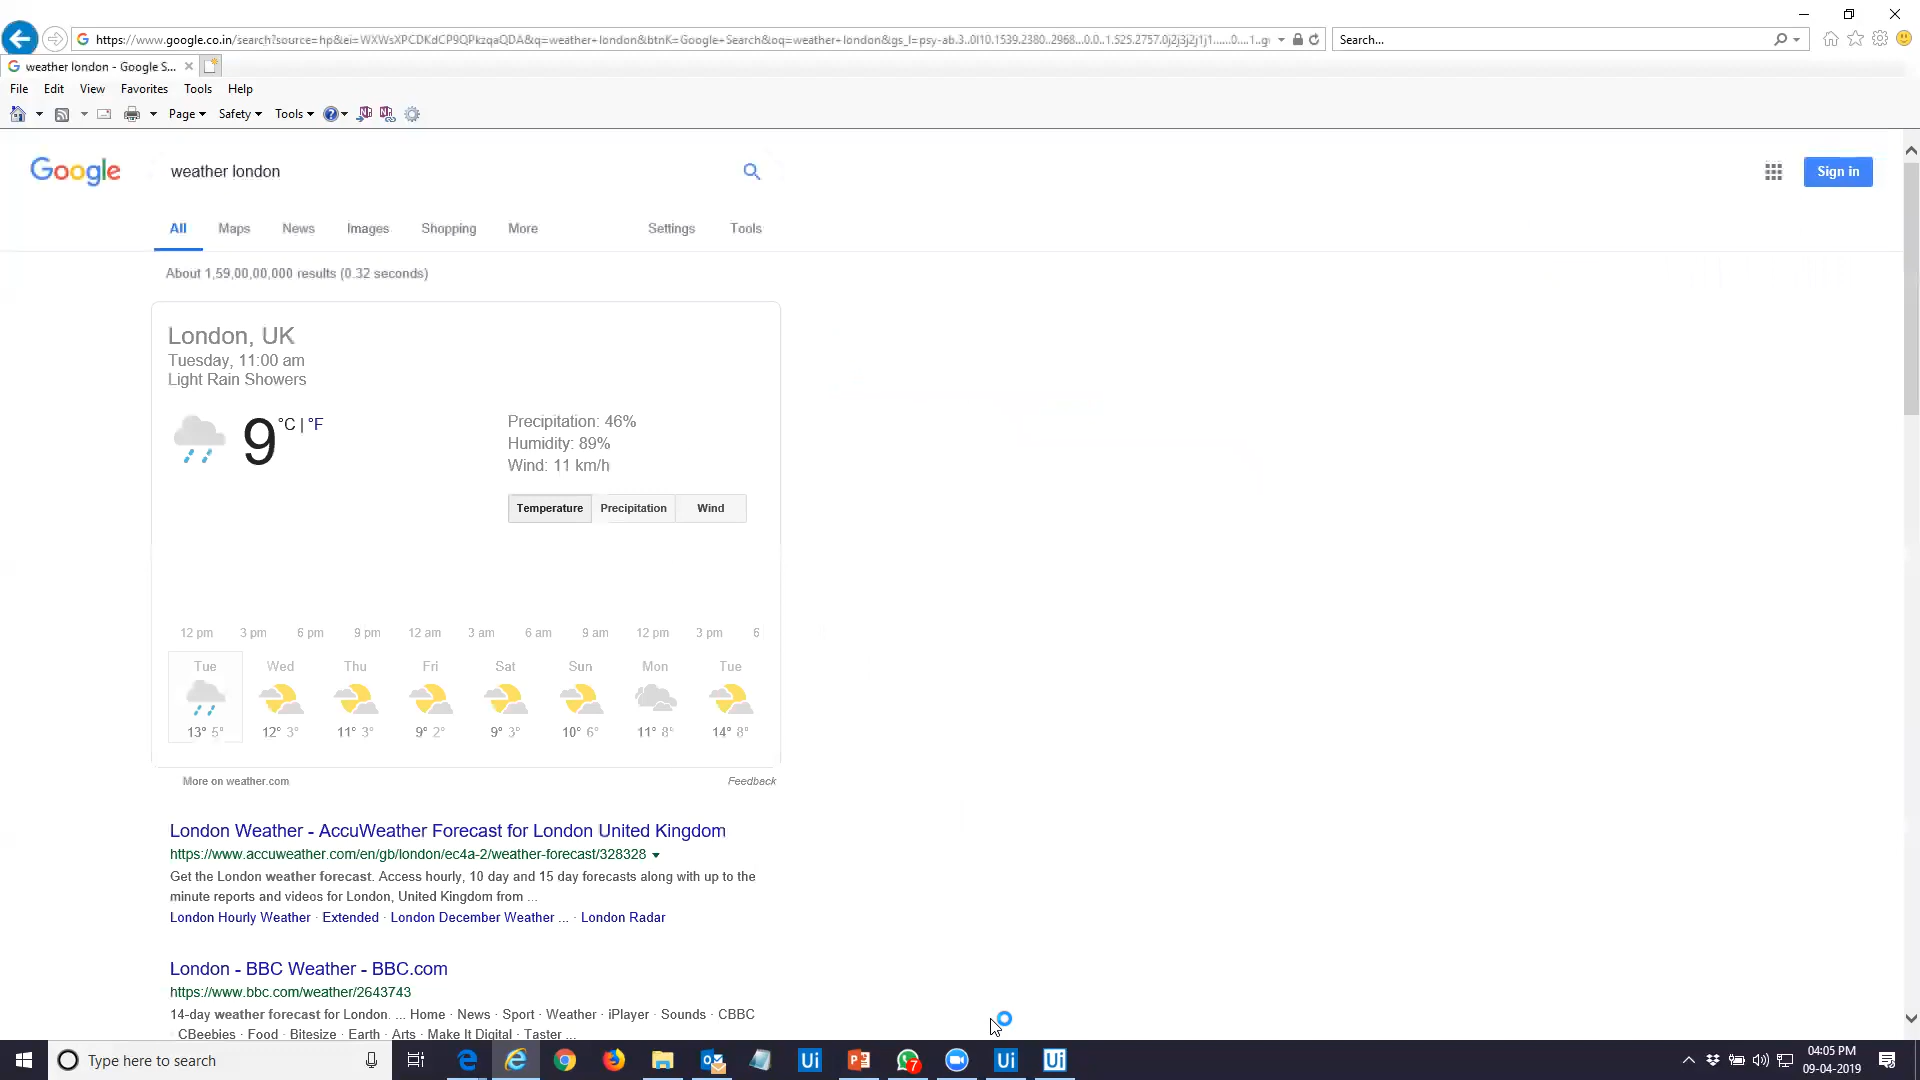 https://www.google.co.in/search?source=hp&ei=WXWsXPCDKdCP9QPkzqaQDA&q=weather+london&btnK=Google+Search&oq=weather+london&gs_l=psy-ab.3..0l10.1539.2380..2968...0.0..1.525.2757.0j2j3j2j1j1......0....1..g
Search...
weather london - Google S...
File Edit View Favorites Tools Help
Page Safety Tools
Google weather london Sign in
All Maps News Images Shopping More Settings Tools
About 1,59,00,00,000 results (0.32 seconds)
London, UK
Tuesday, 11:00 am
Light Rain Showers
9 °C | °F
Precipitation: 46%
Humidity: 89%
Wind: 11 km/h
Temperature Precipitation Wind
12 pm 3 pm 6 pm 9 pm 12 am 3 am 6 am 9 am 12 pm 3 pm 6
Tue Wed Thu Fri Sat Sun Mon Tue
13° 5° 12° 3° 11° 3° 9° 2° 9° 3° 10° 6° 11° 8° 14° 8°
More on weather.com Feedback
London Weather - AccuWeather Forecast for London United Kingdom
https://www.accuweather.com/en/gb/london/ec4a-2/weather-forecast/328328
Get the London weather forecast. Access hourly, 10 day and 15 day forecasts along with up to the
minute reports and videos for London, United Kingdom from ...
London Hourly Weather · Extended · London December Weather ... · London Radar
London - BBC Weather - BBC.com
https://www.bbc.com/weather/2643743
14-day weather forecast for London. ... Home · News · Sport · Weather · iPlayer · Sounds · CBBC
· CBeebies · Food · Bitesize · Earth · Arts · Make It Digital · Taster ...
Type here to search
Ui
7
Ui
Ui
04:05 PM
09-04-2019